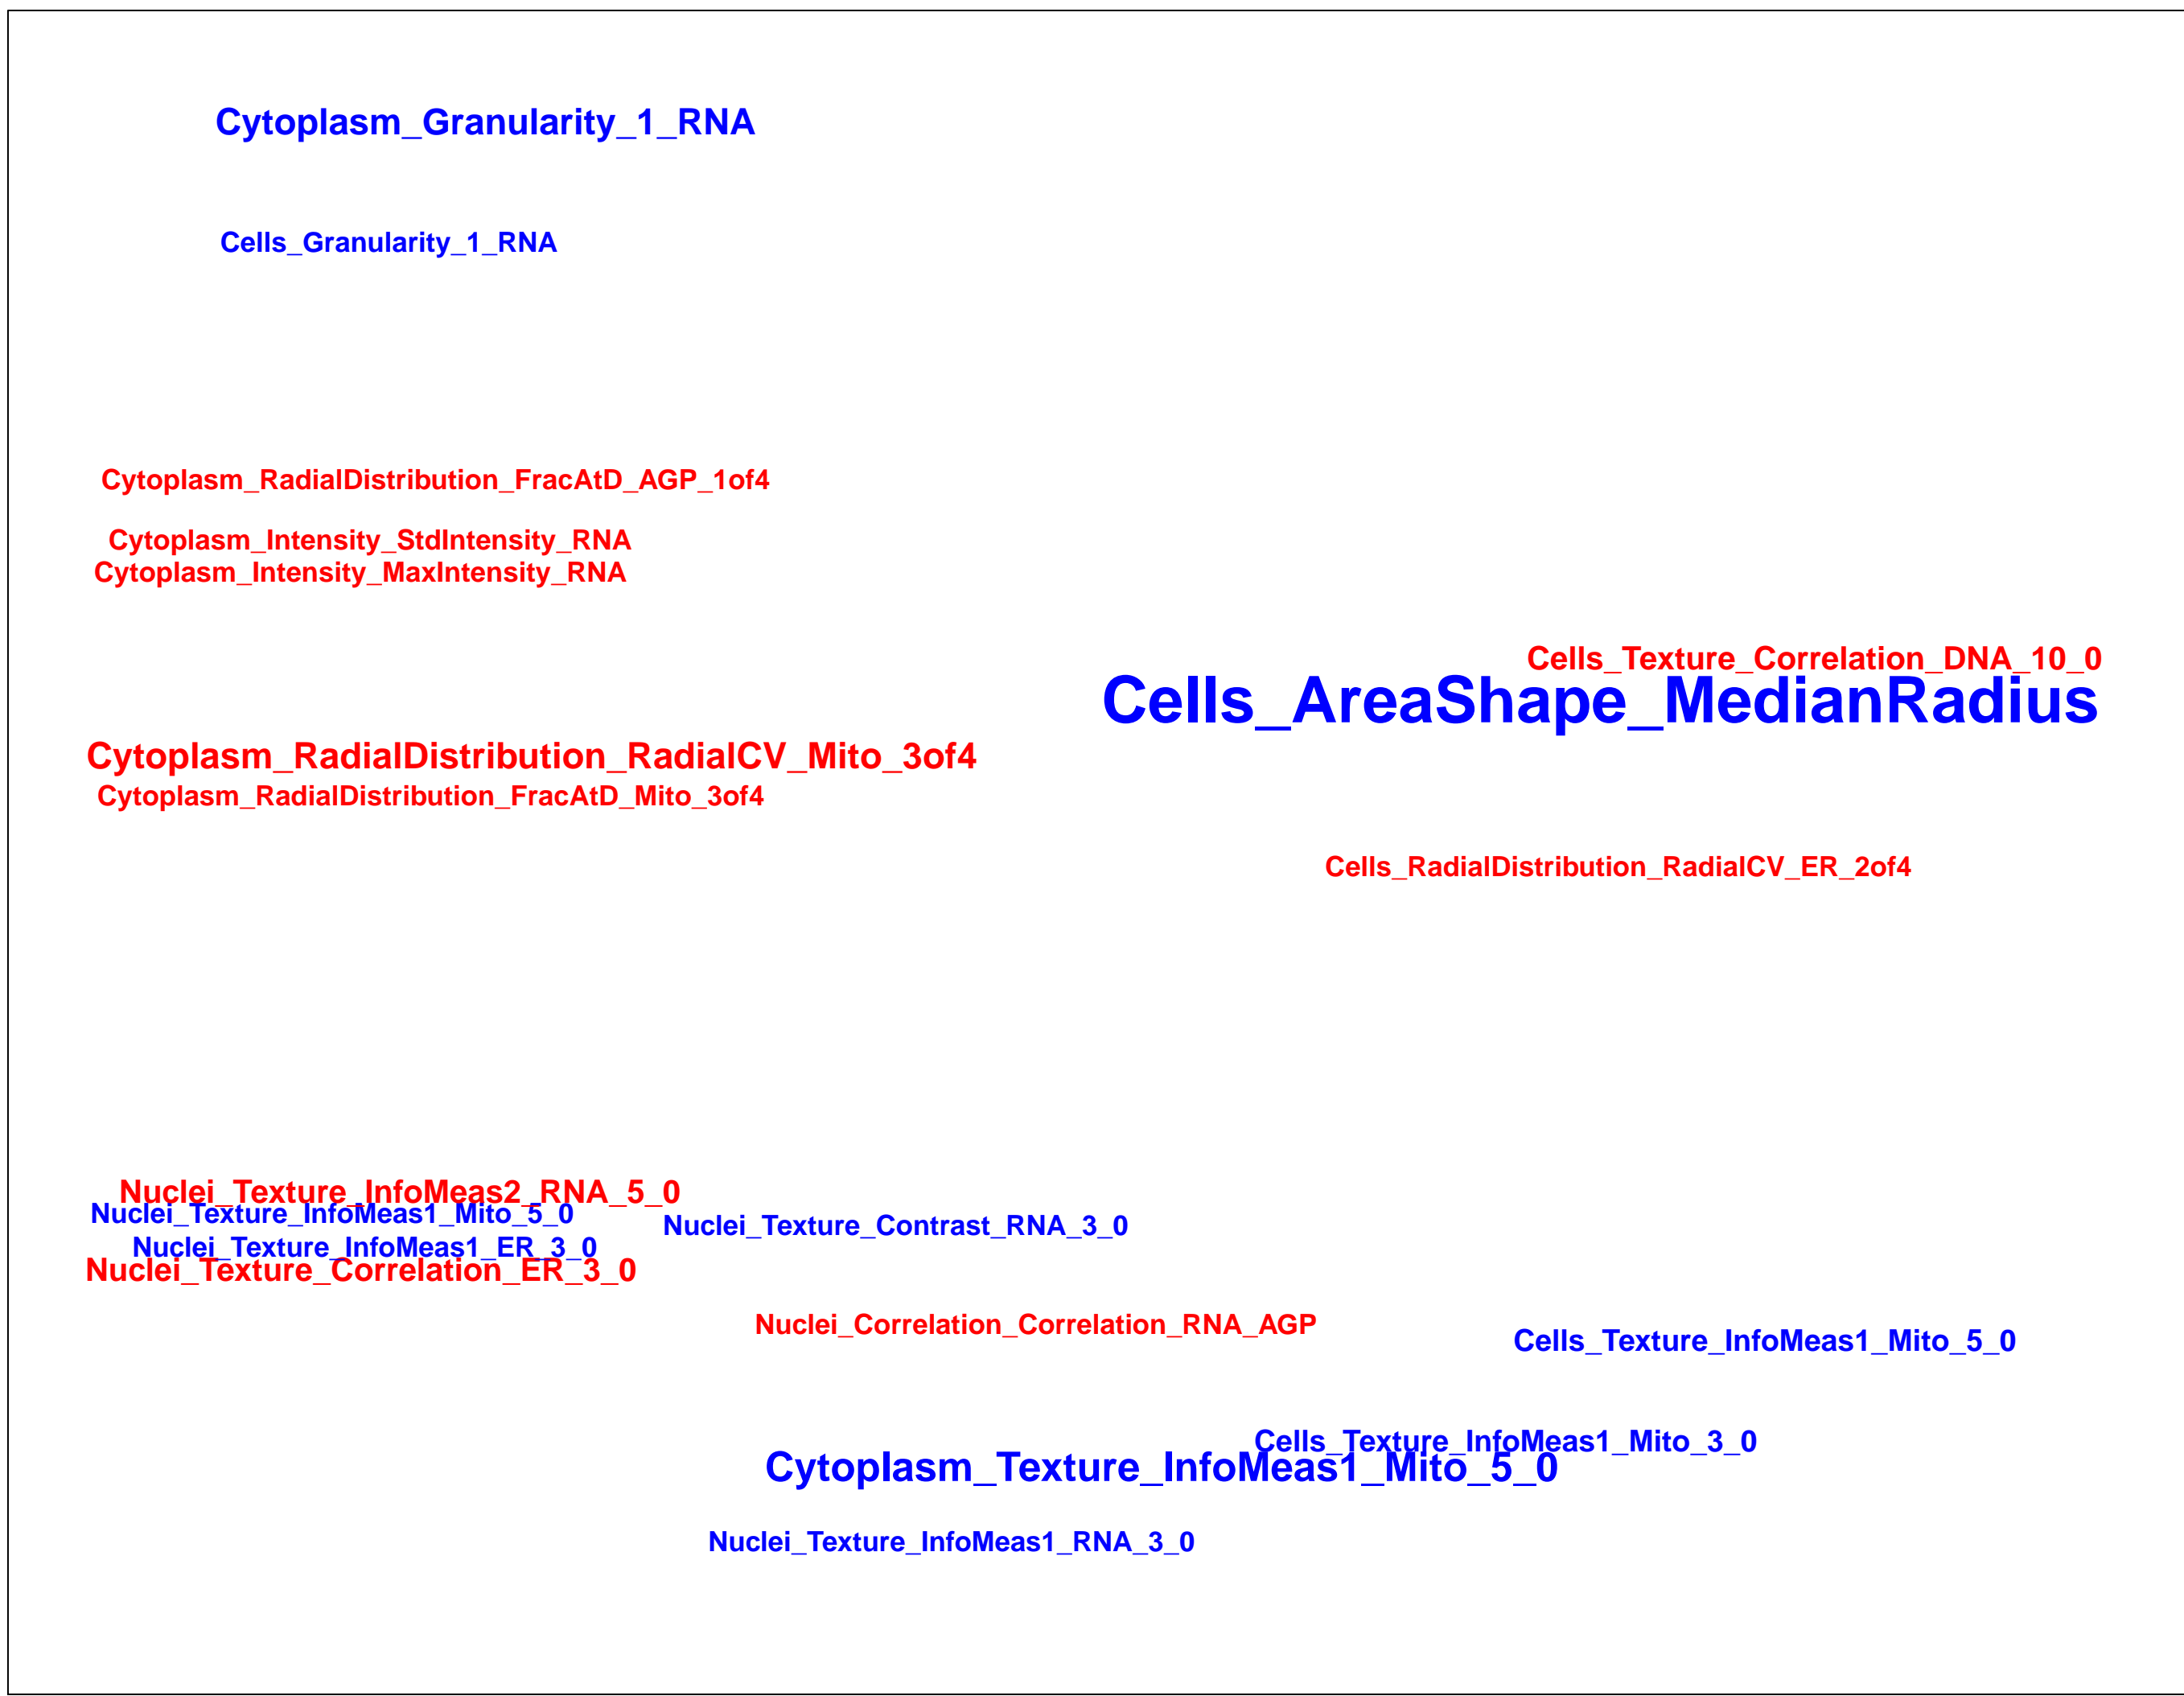 Cytoplasm_Granularity_1_RNA
Cells_Granularity_1_RNA
Cytoplasm_RadialDistribution_FracAtD_AGP_1of4
Cytoplasm_Intensity_StdIntensity_RNA
Cytoplasm_Intensity_MaxIntensity_RNA
Cells_Texture_Correlation_DNA_10_0
Cells_AreaShape_MedianRadius
Cytoplasm_RadialDistribution_RadialCV_Mito_3of4
Cytoplasm_RadialDistribution_FracAtD_Mito_3of4
Cells_RadialDistribution_RadialCV_ER_2of4
Nuclei_Texture_InfoMeas2_RNA_5_0
Nuclei_Texture_InfoMeas1_Mito_5_0
Nuclei_Texture_Contrast_RNA_3_0
Nuclei_Texture_InfoMeas1_ER_3_0
Nuclei_Texture_Correlation_ER_3_0
Nuclei_Correlation_Correlation_RNA_AGP
Cells_Texture_InfoMeas1_Mito_5_0
Cells_Texture_InfoMeas1_Mito_3_0
Cytoplasm_Texture_InfoMeas1_Mito_5_0
Nuclei_Texture_InfoMeas1_RNA_3_0